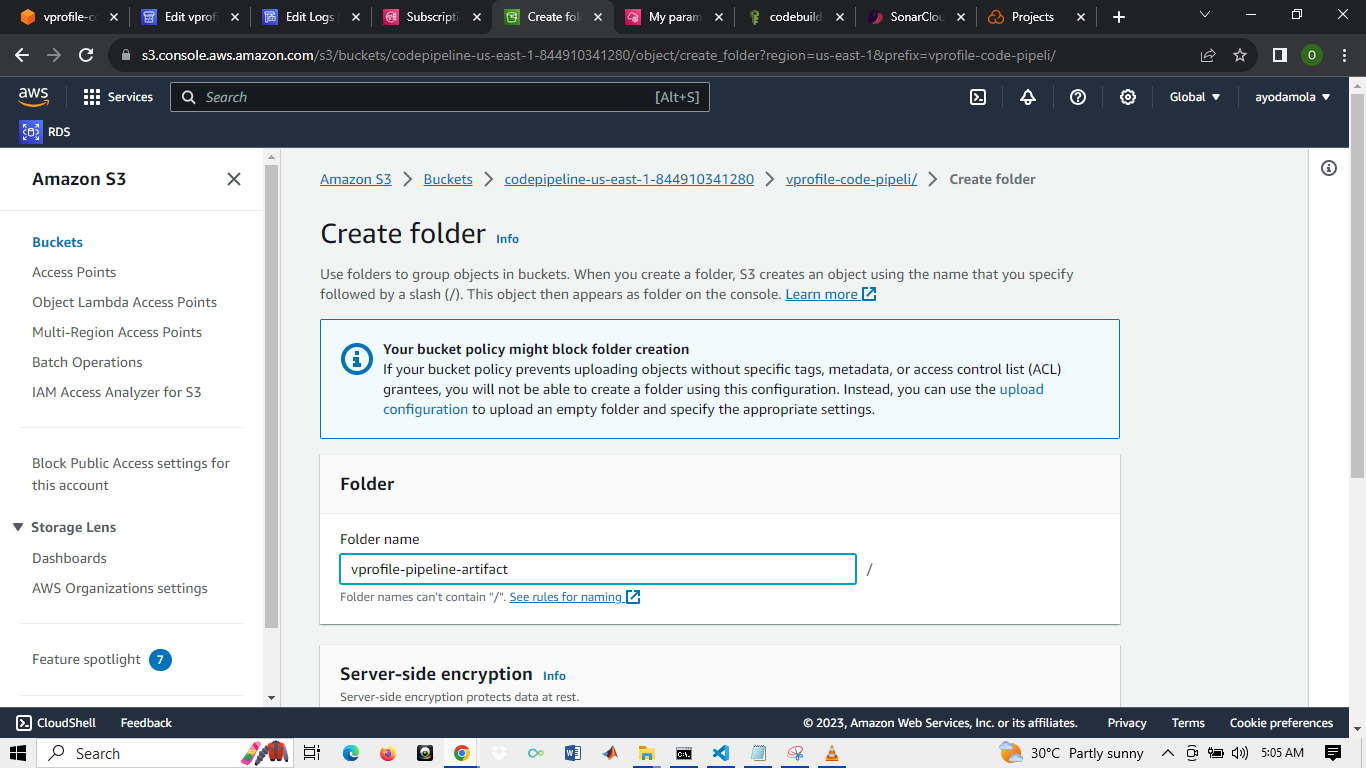 vprofile-co
Edit vprofi
Edit Logs |
Subscripti
Create fol
My param
codebuild
SonarClou
Projects
s3.console.aws.amazon.com/s3/buckets/codepipeline-us-east-1-844910341280/object/create_folder?region=us-east-1&prefix=vprofile-code-pipeli/
O
aws
Services
Search
[Alt+S]
Global
ayodamola
RDS
Amazon S3
Buckets
Access Points
Object Lambda Access Points
Multi-Region Access Points
Batch Operations
IAM Access Analyzer for S3
Block Public Access settings for
this account
Storage Lens
Dashboards
AWS Organizations settings
Feature spotlight 7
Amazon S3 > Buckets > codepipeline-us-east-1-844910341280 > vprofile-code-pipeli/ > Create folder
Create folder Info
Use folders to group objects in buckets. When you create a folder, S3 creates an object using the name that you specify
followed by a slash (/). This object then appears as folder on the console. Learn more
Your bucket policy might block folder creation
If your bucket policy prevents uploading objects without specific tags, metadata, or access control list (ACL)
grantees, you will not be able to create a folder using this configuration. Instead, you can use the upload
configuration to upload an empty folder and specify the appropriate settings.
Folder
Folder name
vprofile-pipeline-artifact /
Folder names can't contain "/". See rules for naming
Server-side encryption Info
Server-side encryption protects data at rest.
CloudShell
Feedback
© 2023, Amazon Web Services, Inc. or its affiliates.
Privacy
Terms
Cookie preferences
Search
30°C Partly sunny
5:05 AM